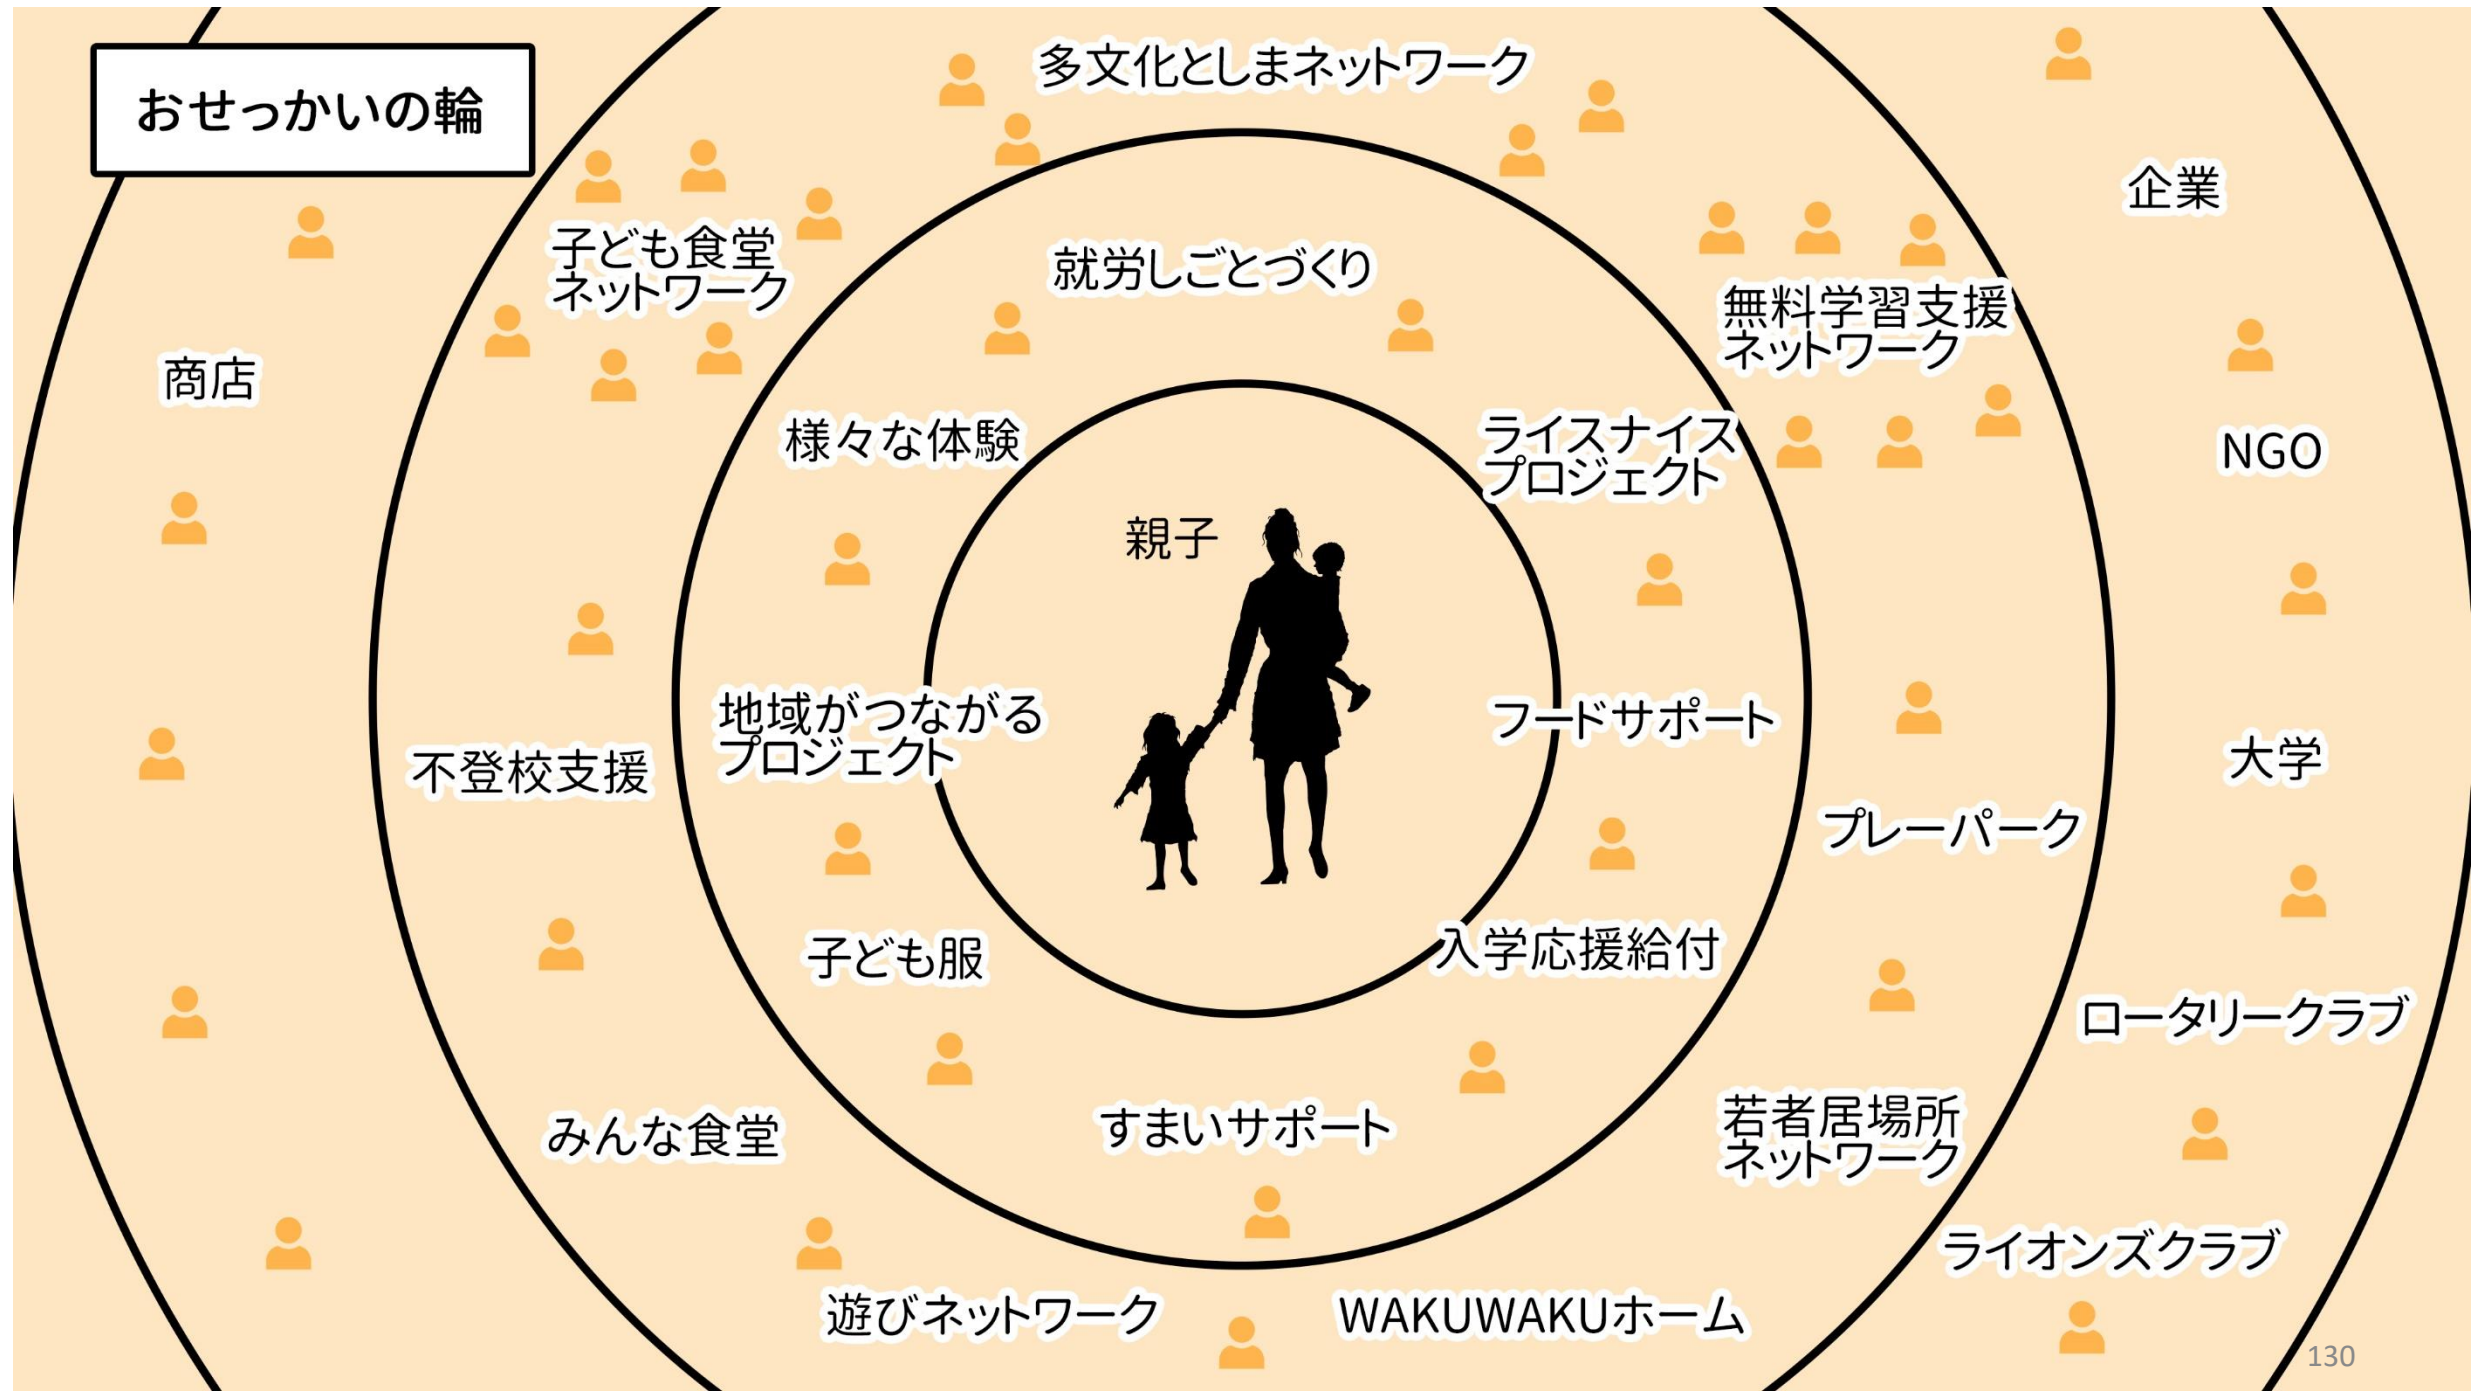 おせっかいの輪
多文化としまネットワーク
企業
子ども食堂
ネットワーク
就労しごとづくり
無料学習支援
ネットワーク
商店
様々な体験
ライスナイス
プロジェクト
NGO
親子
地域がつながる
プロジェクト
フードサポート
不登校支援
大学
プレーパーク
子ども服
入学応援給付
ロータリークラブ
みんな食堂
すまいサポート
若者居場所
ネットワーク
ライオンズクラブ
遊びネットワーク
WAKUWAKUホーム
130